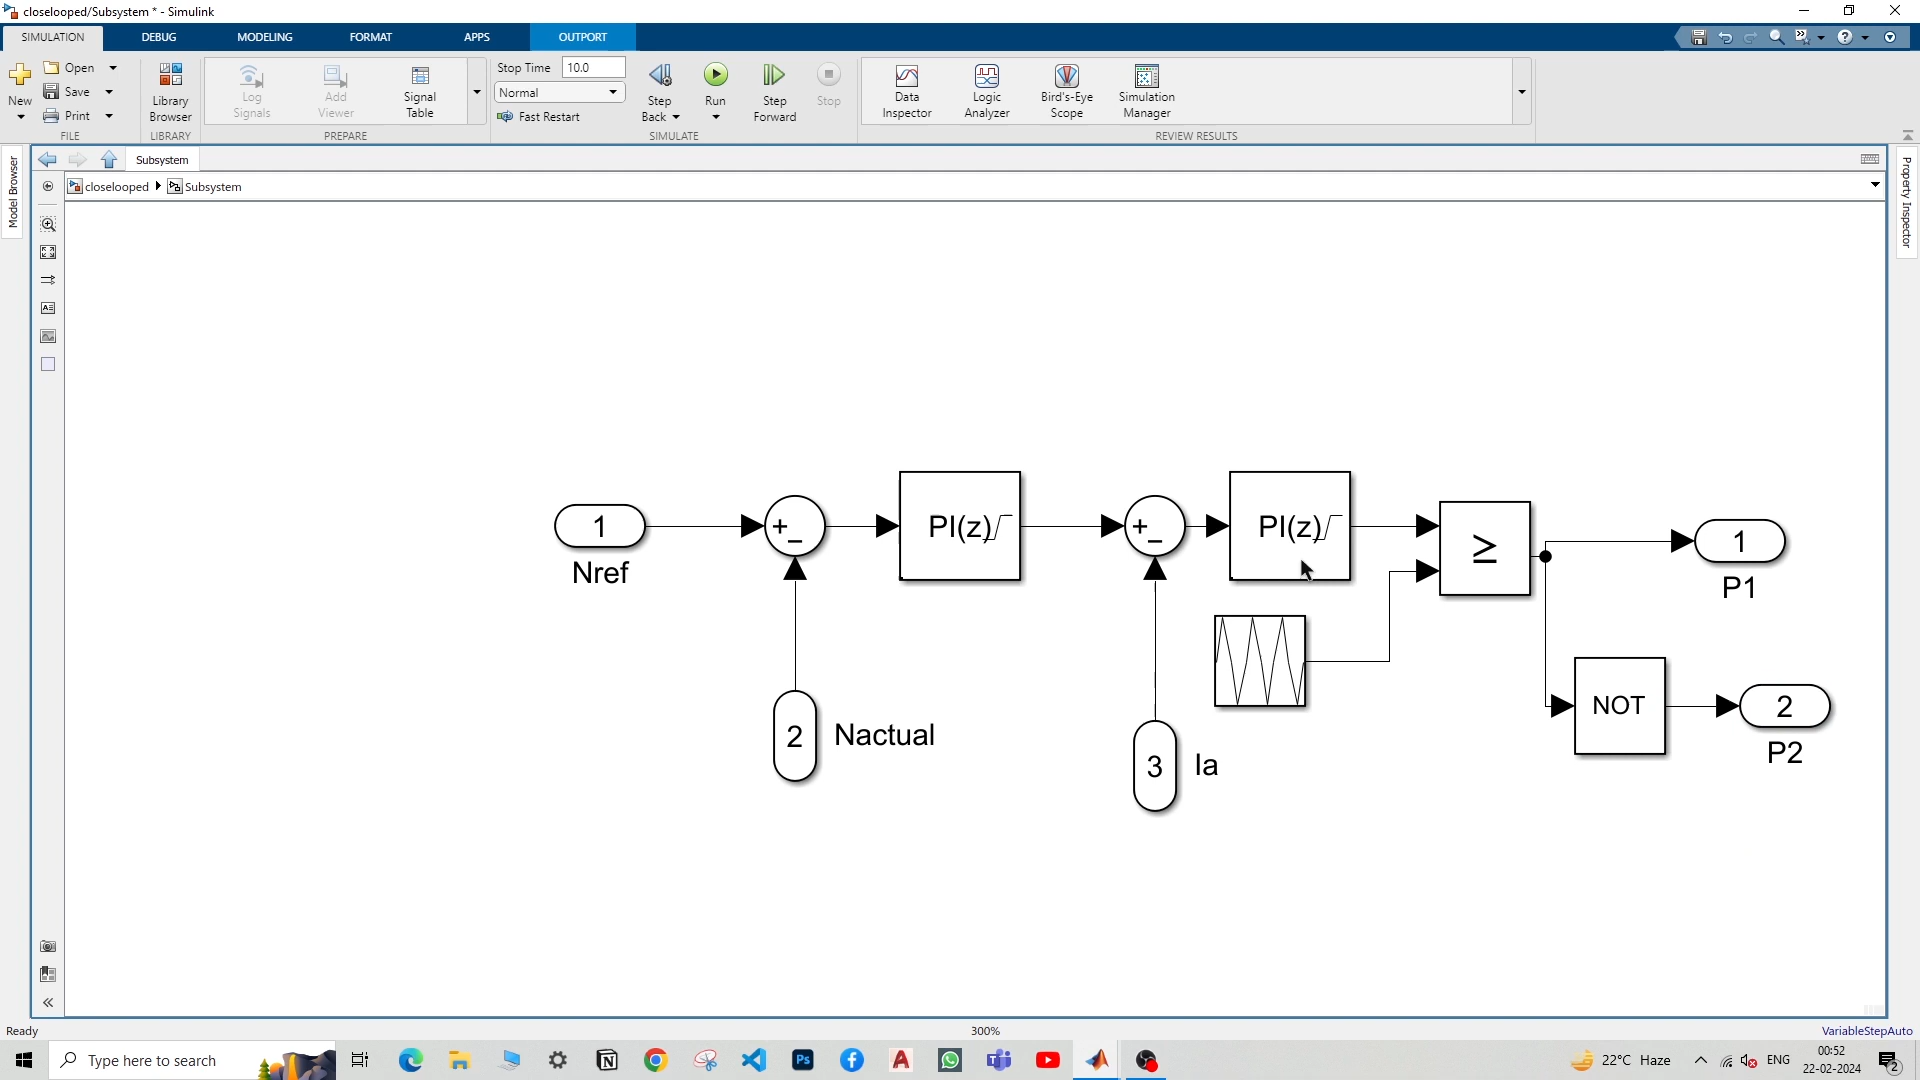 closelooped/Subsystem * - Simulink
SIMULATION DEBUG MODELING FORMAT APPS OUTPORT
New
Open
Save
Print
FILE
Library
Browser
LIBRARY
Log
Signals
Add
Viewer
Signal
Table
PREPARE
Stop Time 10.0
Normal
Fast Restart
Step
Back
Run
Step
Forward
Stop
SIMULATE
Data
Inspector
Logic
Analyzer
Bird's-Eye
Scope
Simulation
Manager
REVIEW RESULTS
Model Browser
Property Inspector
Subsystem
closelooped Subsystem
1
Nref
+
−
PI(z)
+
−
PI(z)
≥
1
P1
NOT
2
P2
2
Nactual
3
Ia
Ready 300% VariableStepAuto
Type here to search
22°C Haze
ENG
00:52
22-02-2024
2